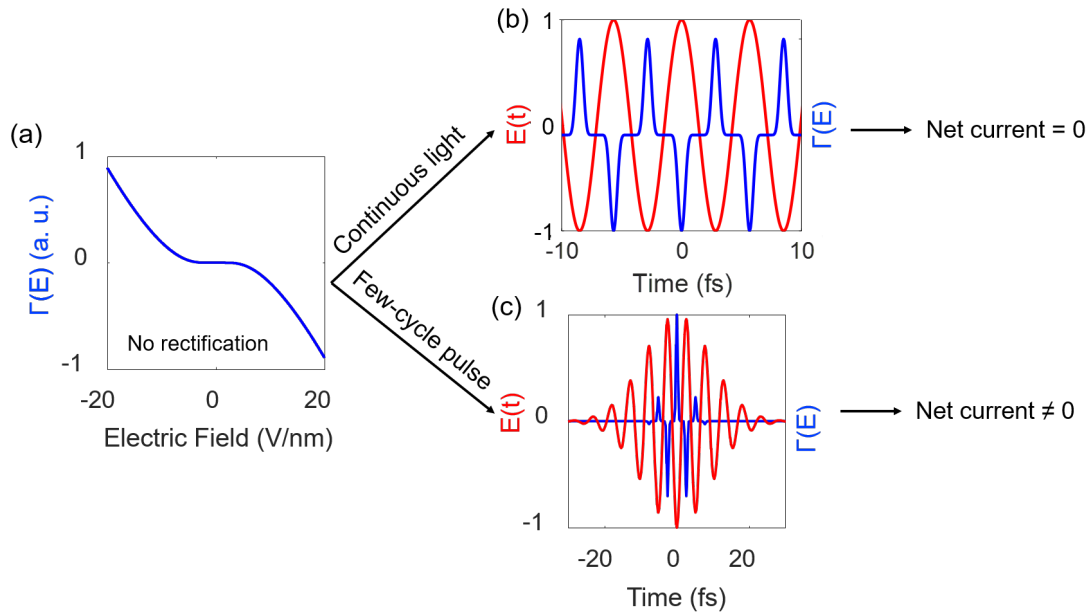 (a)
Γ(E) (a. u.)
1
0
-1
No rectification
-20
0
20
Electric Field (V/nm)
Continuous light
Few-cycle pulse
(b)
E(t)
1
0
-1
Γ(E)
-10
0
10
Time (fs)
Net current = 0
(c)
E(t)
1
0
-1
Γ(E)
-20
0
20
Time (fs)
Net current ≠ 0